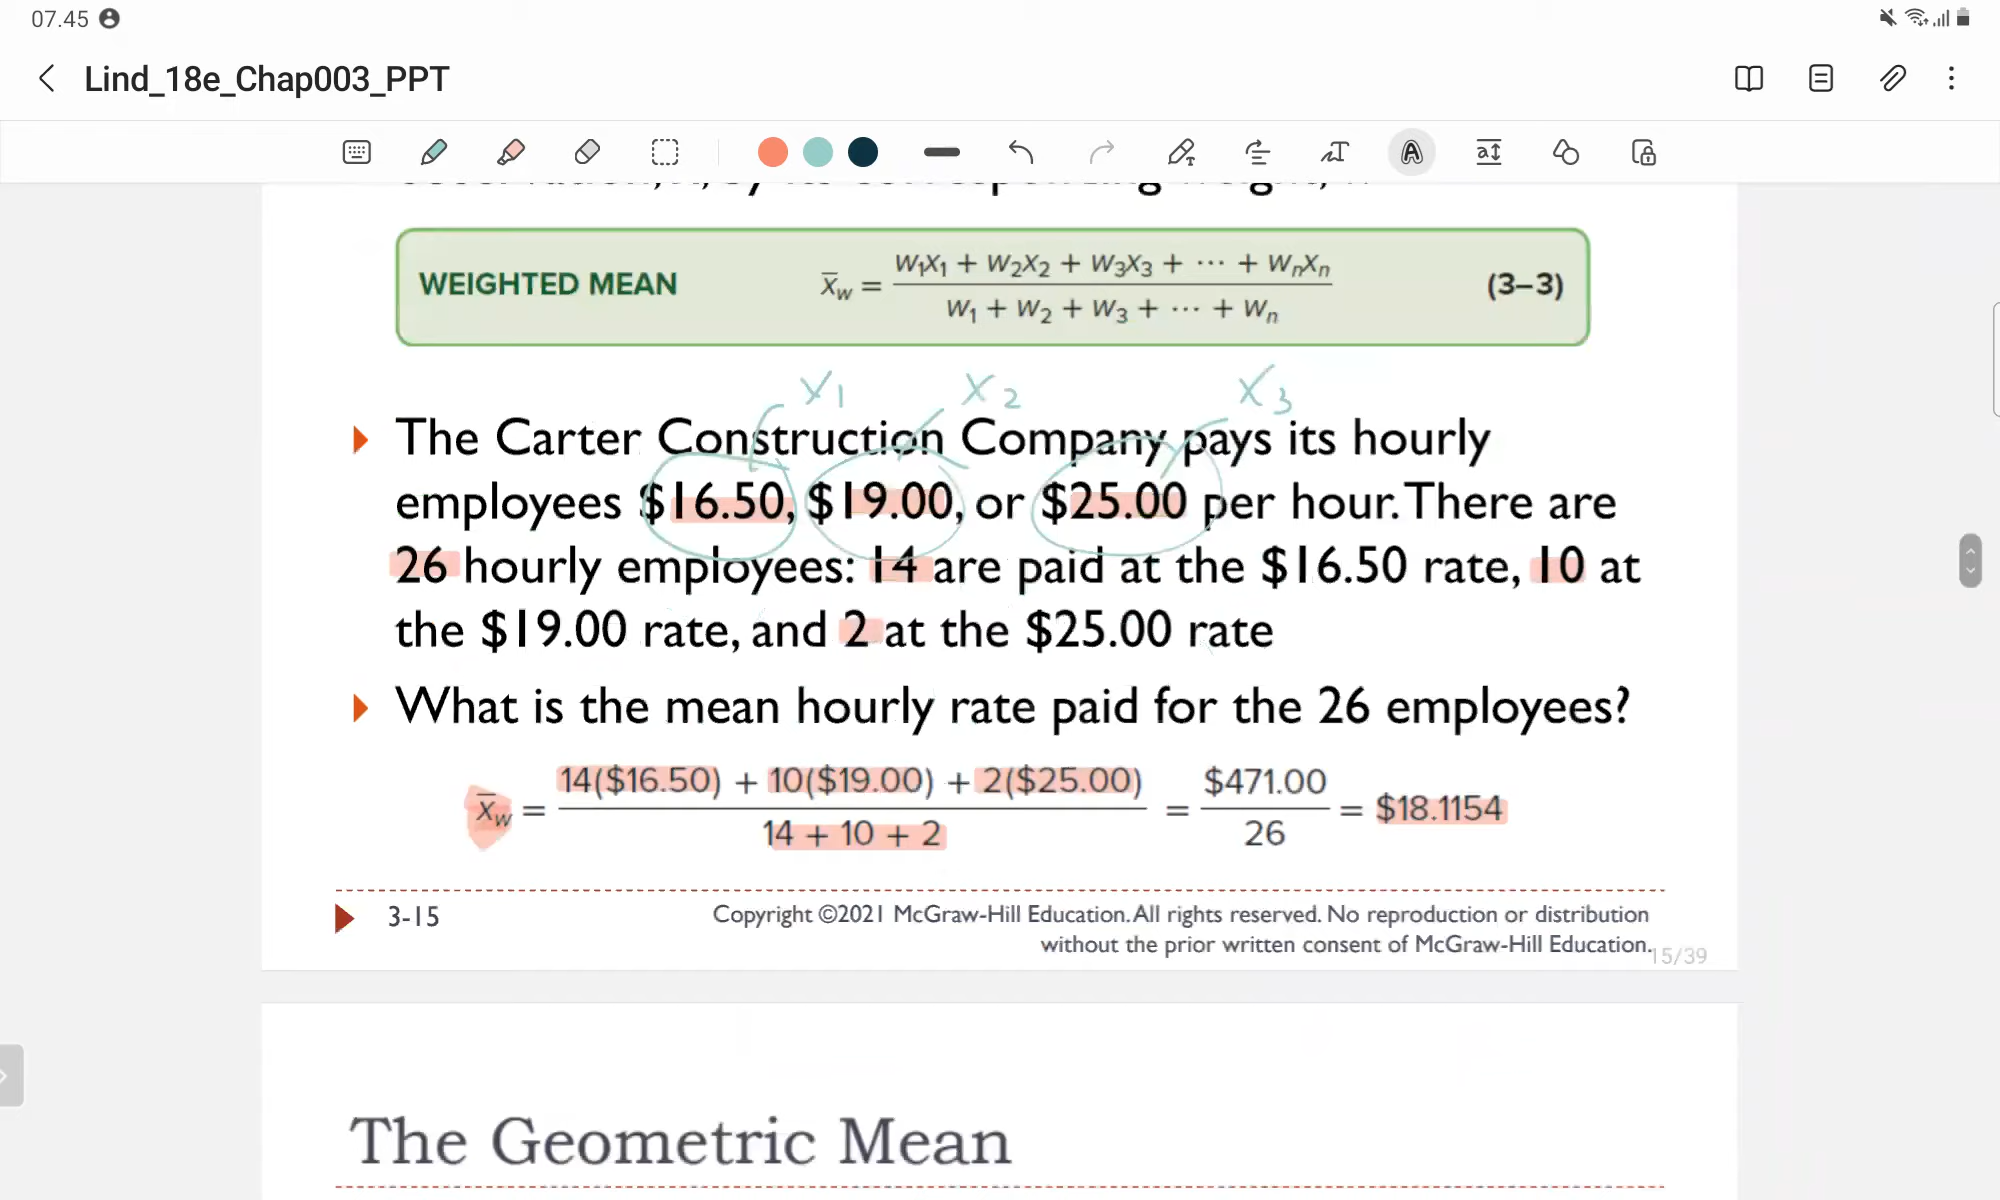 07.45
Lind_18e_Chap003_PPT
WEIGHTED MEAN x̄w = (w1x1 + w2x2 + w3x3 + ··· + wnxn) / (w1 + w2 + w3 + ··· + wn) (3–3)
X1 X2 X3
The Carter Construction Company pays its hourly
employees $16.50, $19.00, or $25.00 per hour. There are
26 hourly employees: 14 are paid at the $16.50 rate, 10 at
the $19.00 rate, and 2 at the $25.00 rate
What is the mean hourly rate paid for the 26 employees?
x̄w = (14($16.50) + 10($19.00) + 2($25.00)) / (14 + 10 + 2) = $471.00 / 26 = $18.1154
3-15
Copyright ©2021 McGraw-Hill Education. All rights reserved. No reproduction or distribution
without the prior written consent of McGraw-Hill Education.
15/39
The Geometric Mean